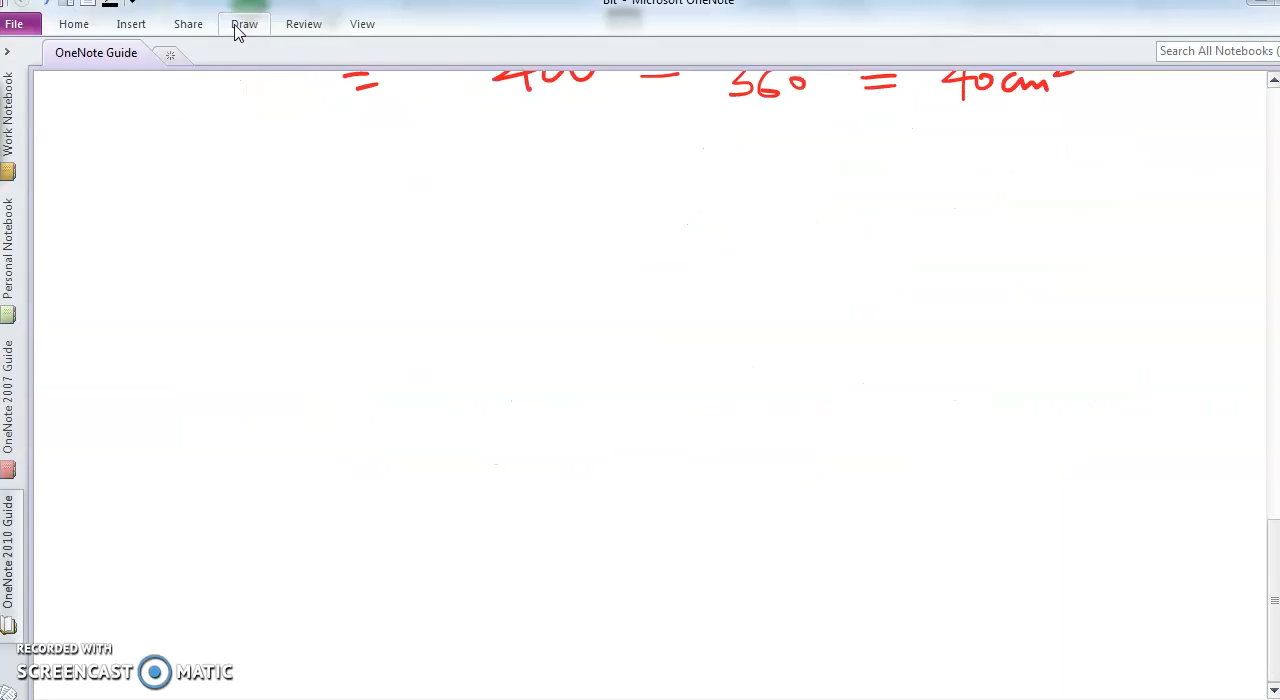 Bit - Microsoft OneNote
File Home Insert Share Draw Review View
OneNote Guide
Search All Notebooks (
= 400 - 360 = 40cm²
Work Notebook
Personal Notebook
OneNote 2007 Guide
OneNote 2010 Guide
RECORDED WITH
SCREENCAST MATIC